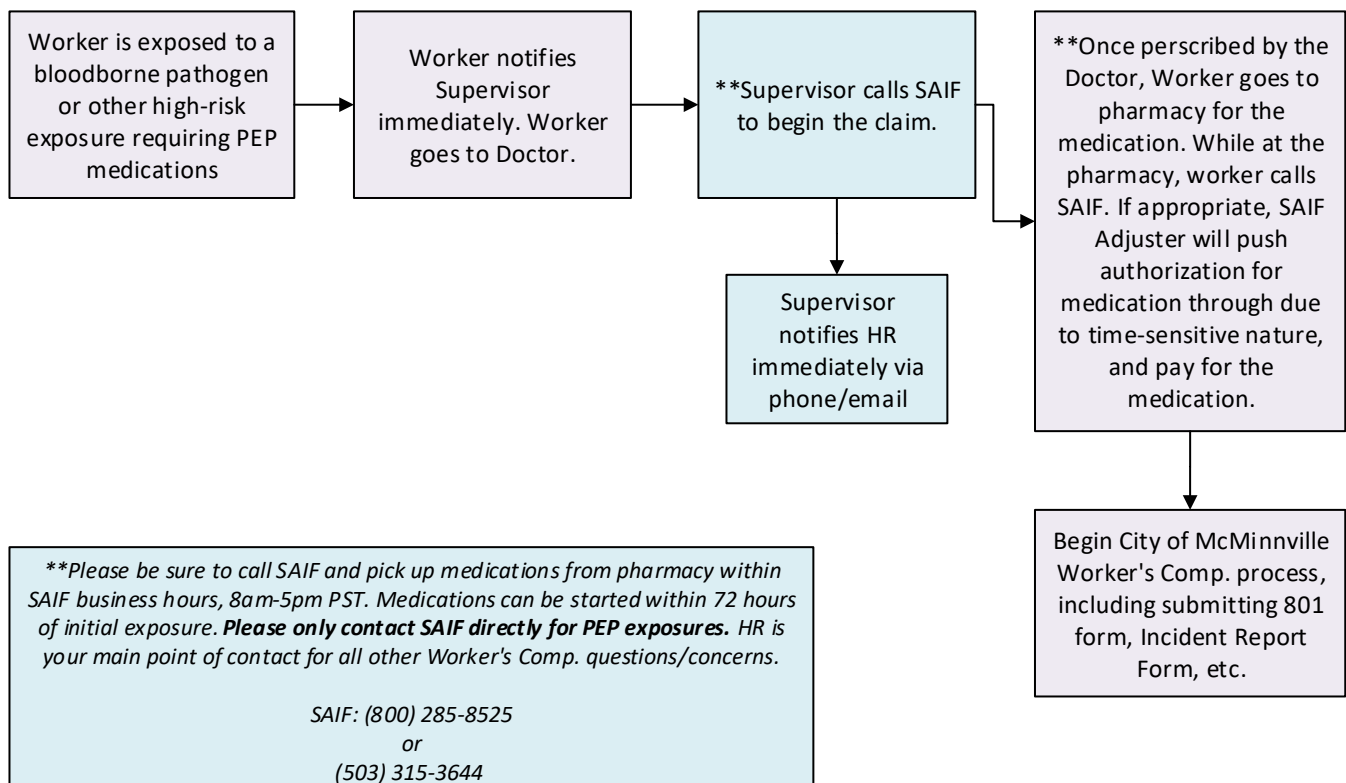 Worker is exposed to a
bloodborne pathogen
or other high-risk
exposure requiring PEP
medications
Worker notifies
Supervisor
immediately. Worker
goes to Doctor.
**Supervisor calls SAIF
to begin the claim.
Supervisor
notifies HR
immediately via
phone/email
**Once perscribed by the
Doctor, Worker goes to
pharmacy for the
medication. While at the
pharmacy, worker calls
SAIF. If appropriate, SAIF
Adjuster will push
authorization for
medication through due
to time-sensitive nature,
and pay for the
medication.
Begin City of McMinnville
Worker's Comp. process,
including submitting 801
form, Incident Report
Form, etc.
**Please be sure to call SAIF and pick up medications from pharmacy within
SAIF business hours, 8am-5pm PST. Medications can be started within 72 hours
of initial exposure. Please only contact SAIF directly for PEP exposures. HR is
your main point of contact for all other Worker's Comp. questions/concerns.
SAIF: (800) 285-8525
or
(503) 315-3644